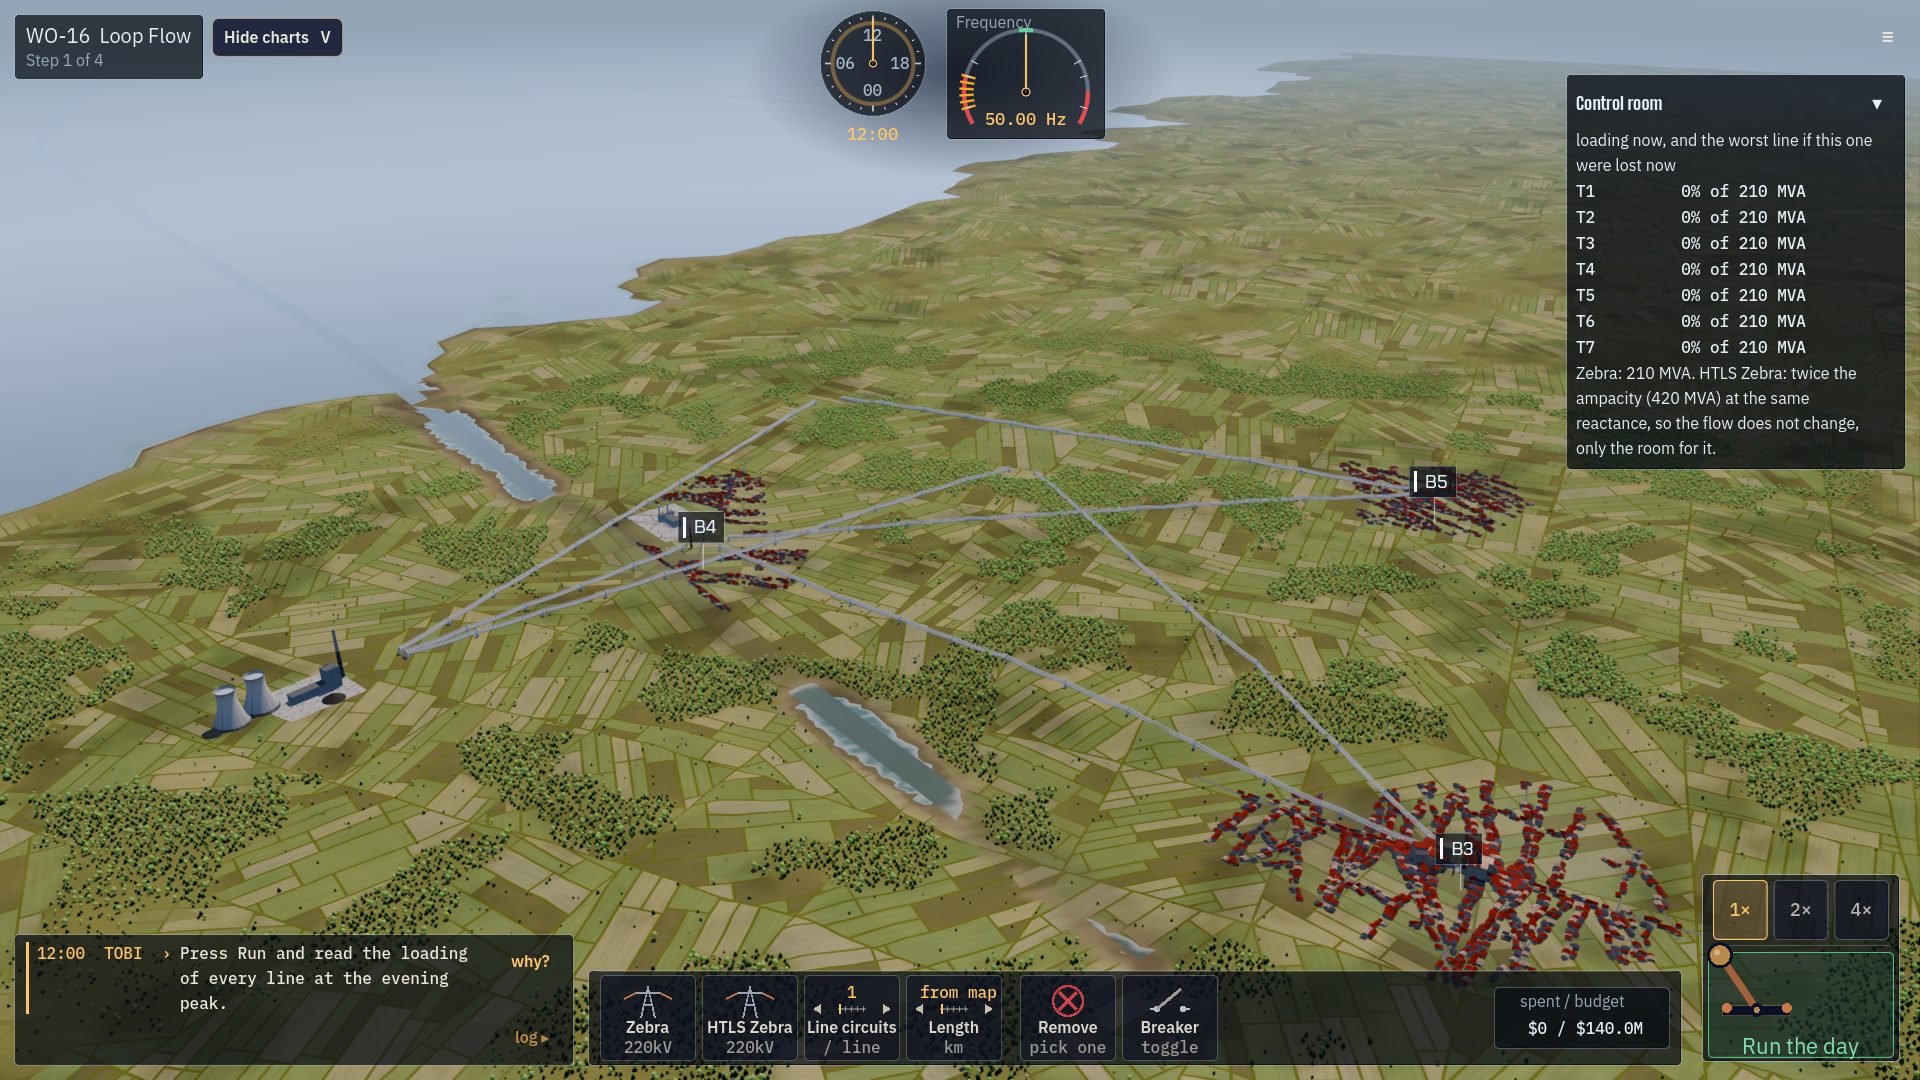 WO-16 Loop Flow
Step 1 of 4
Hide charts V
12
06 18
00
12:00
Frequency
50.00 Hz
≡
Control room ▼
loading now, and the worst line if this one
were lost now
T1 0% of 210 MVA
T2 0% of 210 MVA
T3 0% of 210 MVA
T4 0% of 210 MVA
T5 0% of 210 MVA
T6 0% of 210 MVA
T7 0% of 210 MVA
Zebra: 210 MVA. HTLS Zebra: twice the
ampacity (420 MVA) at the same
reactance, so the flow does not change,
only the room for it.
B5
B4
B3
12:00 TOBI › Press Run and read the loading
of every line at the evening
peak.
why?
log ▸
Zebra
220kV
HTLS Zebra
220kV
1
Line circuits
/ line
from map
Length
km
Remove
pick one
Breaker
toggle
spent / budget
$0 / $140.0M
1× 2× 4×
Run the day